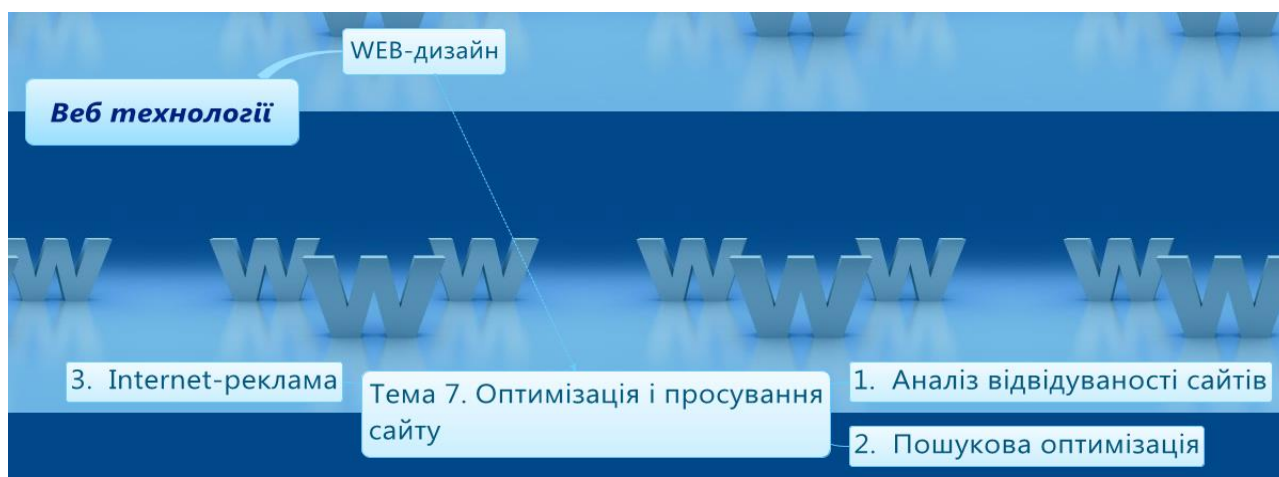 WEB-дизайн
Веб технології
W W W W W W W W W
3. Internet-реклама
Тема 7. Оптимізація і просування
сайту
1. Аналіз відвідуваності сайтів
2. Пошукова оптимізація